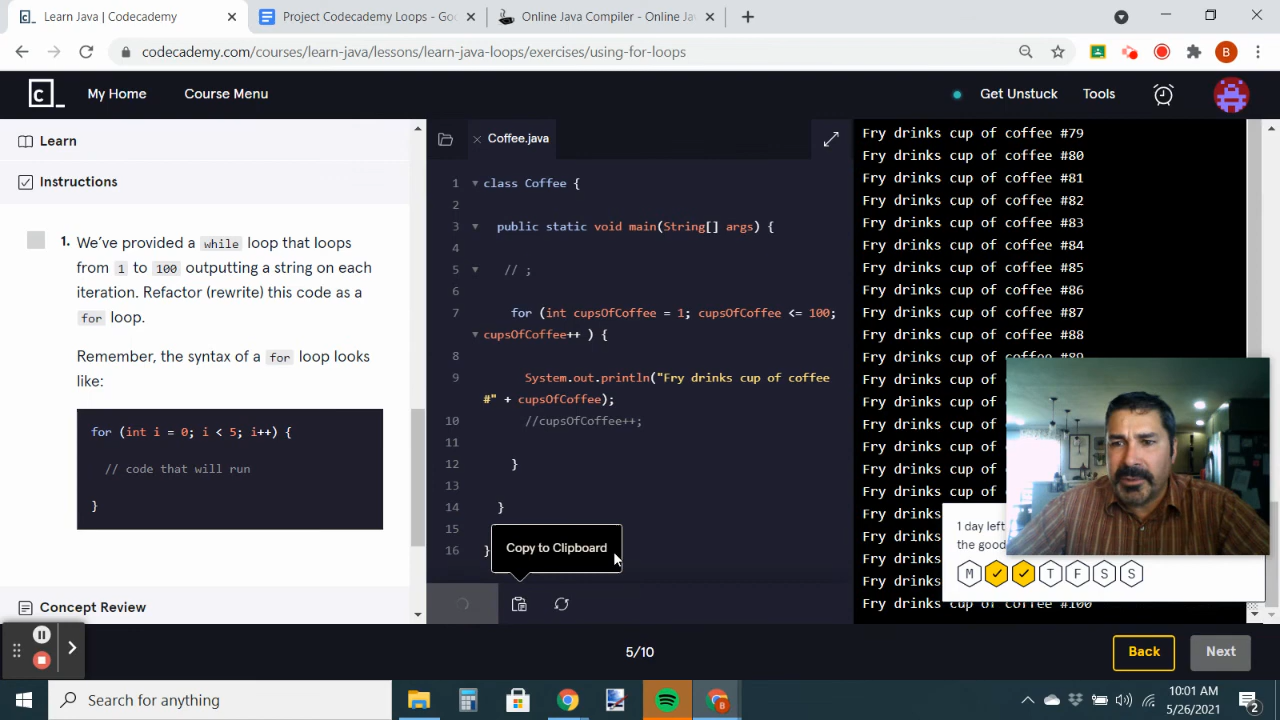 Learn Java | Codecademy
Project Codecademy Loops - Go
Online Java Compiler - Online Ja
codecademy.com/courses/learn-java/lessons/learn-java-loops/exercises/using-for-loops
B
c_
My Home
Course Menu
Get Unstuck
Tools
Learn
Instructions
1. We've provided a while loop that loops
from 1 to 100 outputting a string on each
iteration. Refactor (rewrite) this code as a
for loop.
Remember, the syntax of a for loop looks
like:
for (int i = 0; i < 5; i++) {
// code that will run
}
Concept Review
Coffee.java
1 class Coffee {
2
3 public static void main(String[] args) {
4
5 // ;
6
7 for (int cupsOfCoffee = 1; cupsOfCoffee <= 100;
cupsOfCoffee++ ) {
8
9 System.out.println("Fry drinks cup of coffee
#" + cupsOfCoffee);
10 //cupsOfCoffee++;
11
12 }
13
14 }
15
16 }
Copy to Clipboard
Fry drinks cup of coffee #79
Fry drinks cup of coffee #80
Fry drinks cup of coffee #81
Fry drinks cup of coffee #82
Fry drinks cup of coffee #83
Fry drinks cup of coffee #84
Fry drinks cup of coffee #85
Fry drinks cup of coffee #86
Fry drinks cup of coffee #87
Fry drinks cup of coffee #88
Fry drinks cup of coffee #89
Fry drinks cup of
Fry drinks cup of
Fry drinks cup of
Fry drinks cup of
Fry drinks cup of
Fry drinks
Fry drinks
Fry drinks
Fry drinks
Fry drinks
Fry drinks cup of coffee #100
1 day left
the good
M T F S S
5/10
Back
Next
Search for anything
B
10:01 AM
5/26/2021
2